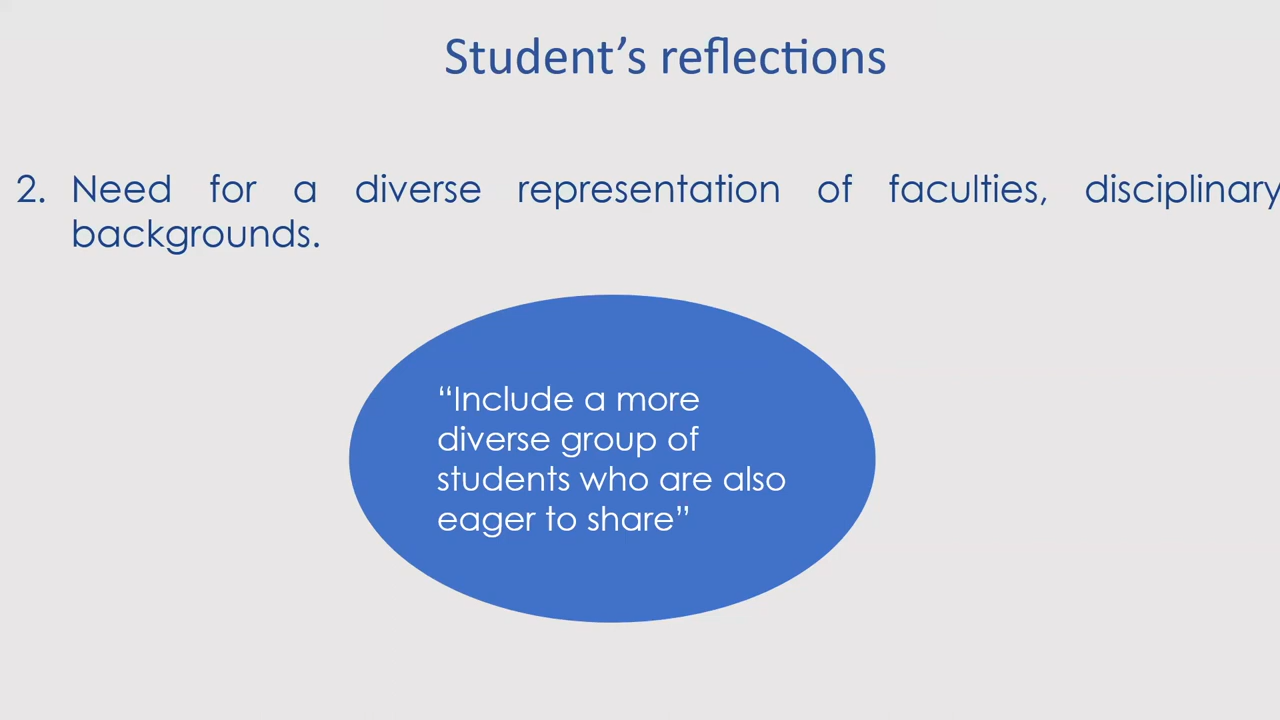 Student’s reflections
2. Need for a diverse representation of faculties, disciplinary
backgrounds.
“Include a more
diverse group of
students who are also
eager to share”